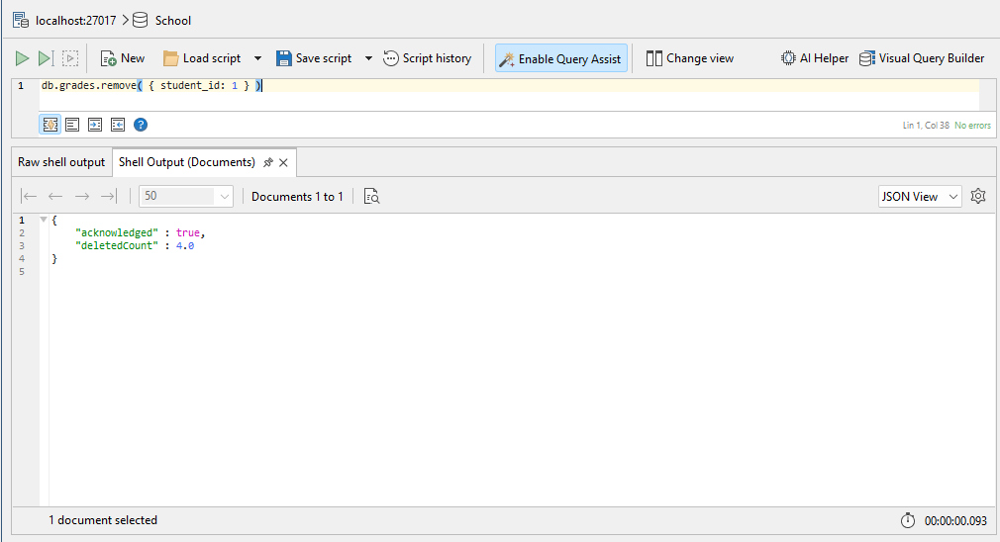 localhost:27017 School
New Load script Save script Script history Enable Query Assist Change view AI Helper Visual Query Builder
1 db.grades.remove( { student_id: 1 } )
Lin 1, Col 38 No errors
Raw shell output Shell Output (Documents)
50 Documents 1 to 1 JSON View
1 {
2 "acknowledged" : true,
3 "deletedCount" : 4.0
4 }
5
1 document selected 00:00:00.093